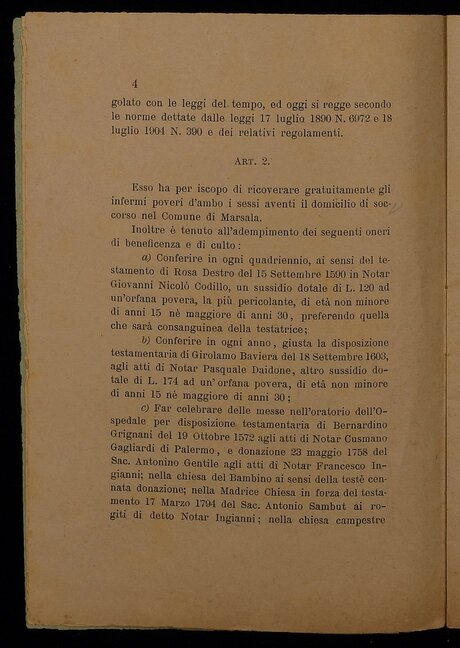 4
golato con le leggi del tempo, ed oggi si regge secondo
le norme dettate dalle leggi 17 luglio 1890 N. 6972 e 18
luglio 1904 N. 390 e dei relativi regolamenti.
ART. 2.
Esso ha per iscopo di ricoverare gratuitamente gli
infermi poveri d'ambo i sessi aventi il domicilio di soc-
corso nel Comune di Marsala.
Inoltre è tenuto all'adempimento dei seguenti oneri
di beneficenza e di culto:
a) Conferire in ogni quadriennio, ai sensi del te-
stamento di Rosa Destro del 15 Settembre 1590 in Notar
Giovanni Nicolò Codillo, un sussidio dotale di L. 120 ad
un'orfana povera, la più pericolante, di età non minore
di anni 15 nè maggiore di anni 30, preferendo quella
che sarà consanguinea della testatrice;
b) Conferire in ogni anno, giusta la disposizione
testamentaria di Girolamo Baviera del 18 Settembre 1603,
agli atti di Notar Pasquale Daidone, altro sussidio do-
tale di L. 174 ad un'orfana povera, di età non minore
di anni 15 nè maggiore di anni 30;
c) Far celebrare delle messe nell'oratorio dell'O-
spedale per disposizione testamentaria di Bernardino
Grignani del 19 Ottobre 1572 agli atti di Notar Cusmano
Gagliardi di Palermo, e donazione 23 maggio 1758 del
Sac. Antonino Gentile agli atti di Notar Francesco In-
gianni; nella chiesa del Bambino ai sensi della testè cen-
nata donazione; nella Madrice Chiesa in forza del testa-
mento 17 Marzo 1794 del Sac. Antonio Sambut ai ro-
giti di detto Notar Ingianni; nella chiesa campestre